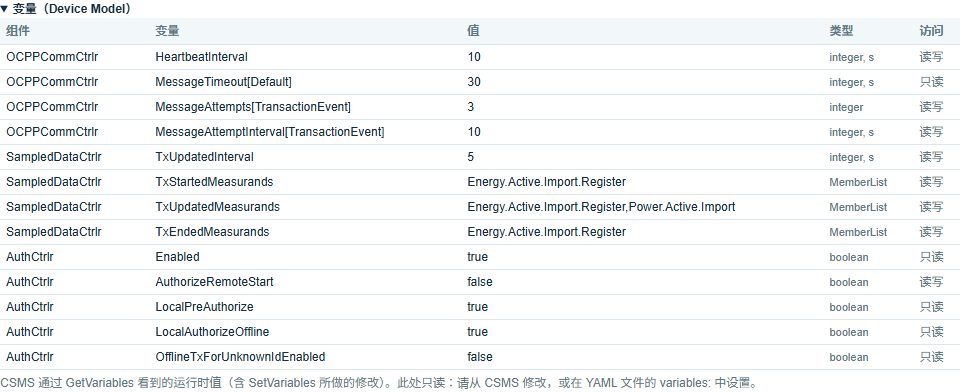 ▼ 变量（Device Model）
组件 变量 值 类型 访问
OCPPCommCtrlr HeartbeatInterval 10 integer, s 读写
OCPPCommCtrlr MessageTimeout[Default] 30 integer, s 只读
OCPPCommCtrlr MessageAttempts[TransactionEvent] 3 integer 读写
OCPPCommCtrlr MessageAttemptInterval[TransactionEvent] 10 integer, s 读写
SampledDataCtrlr TxUpdatedInterval 5 integer, s 读写
SampledDataCtrlr TxStartedMeasurands Energy.Active.Import.Register MemberList 读写
SampledDataCtrlr TxUpdatedMeasurands Energy.Active.Import.Register,Power.Active.Import MemberList 读写
SampledDataCtrlr TxEndedMeasurands Energy.Active.Import.Register MemberList 读写
AuthCtrlr Enabled true boolean 只读
AuthCtrlr AuthorizeRemoteStart false boolean 读写
AuthCtrlr LocalPreAuthorize true boolean 只读
AuthCtrlr LocalAuthorizeOffline true boolean 只读
AuthCtrlr OfflineTxForUnknownIdEnabled false boolean 只读
CSMS 通过 GetVariables 看到的运行时值（含 SetVariables 所做的修改）。此处只读：请从 CSMS 修改，或在 YAML 文件的 variables: 中设置。